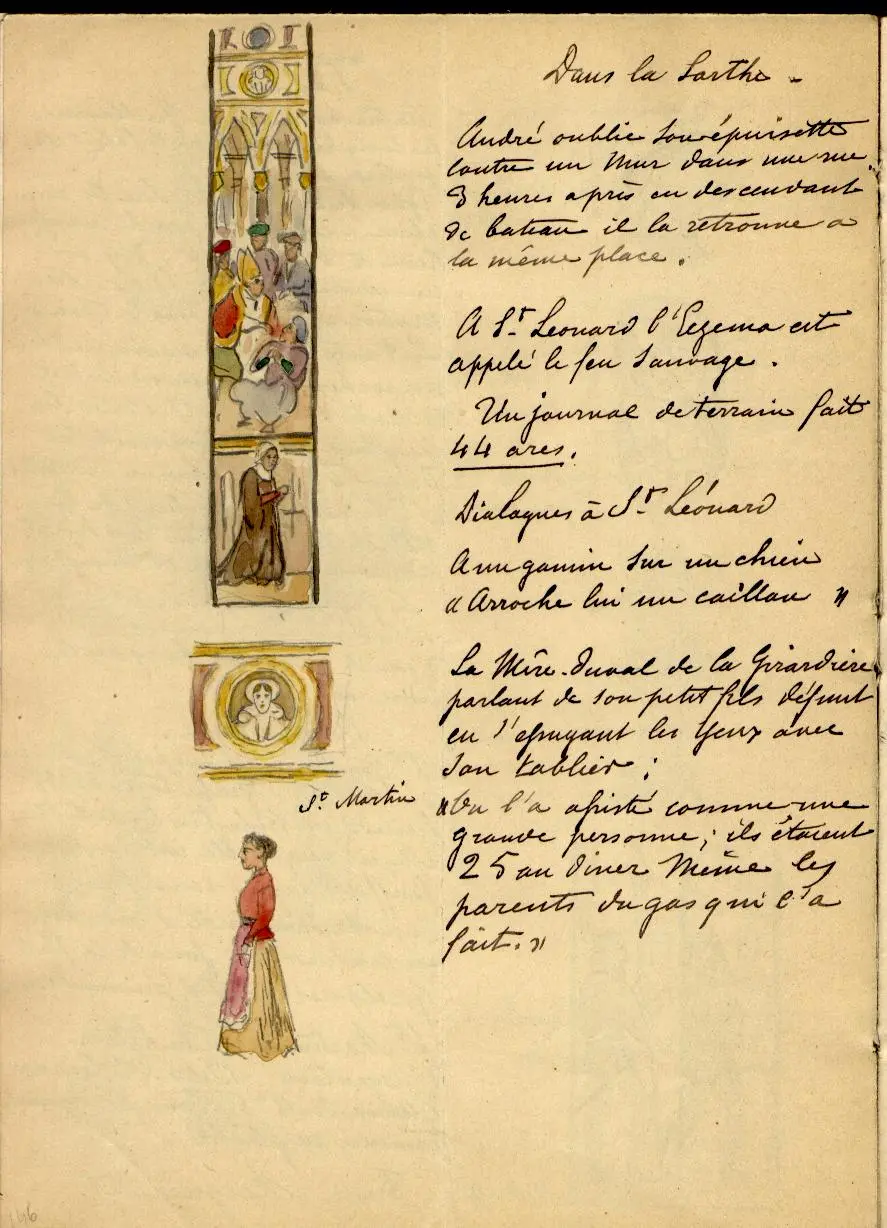 Dans la Sarthe -
André oublie son épuisette
contre un mur dans une rue,
3 heures après en descendant
de bateau il la retrouve a
la même place.
A St Leonard l'Eczema est
appelé le feu sauvage.
Un journal de terrain fait
44 ares.
Dialogues à St Léonard
A un gamin sur un chien
« Arroche lui un caillou »
La Mère Duval de la Girardière
parlant de son petit fils défunt
en s'essuyant les yeux avec
son tablier ;
St Martin
« On l'a assisté comme une
grande personne ; ils étaient
25 au diner Même les
parents du gas qui l'a
fait. »
146